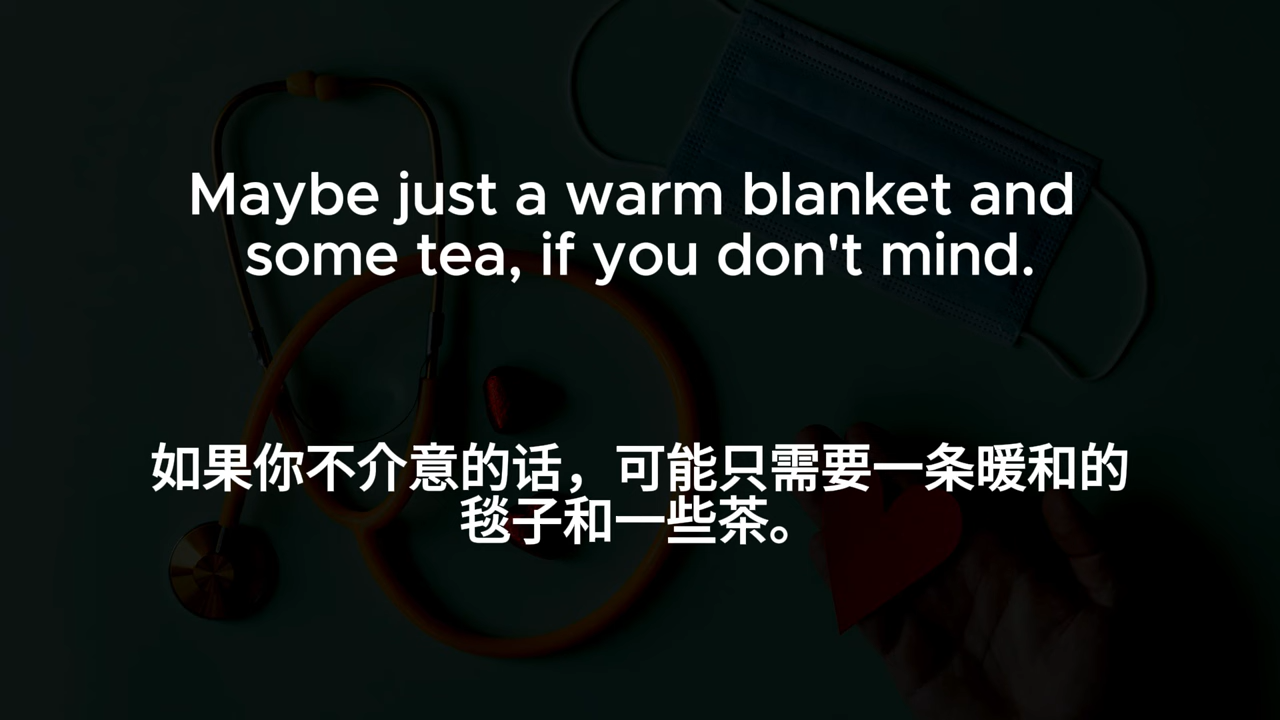 Maybe just a warm blanket and
some tea, if you don't mind.
如果你不介意的话，可能只需要一条暖和的
毯子和一些茶。